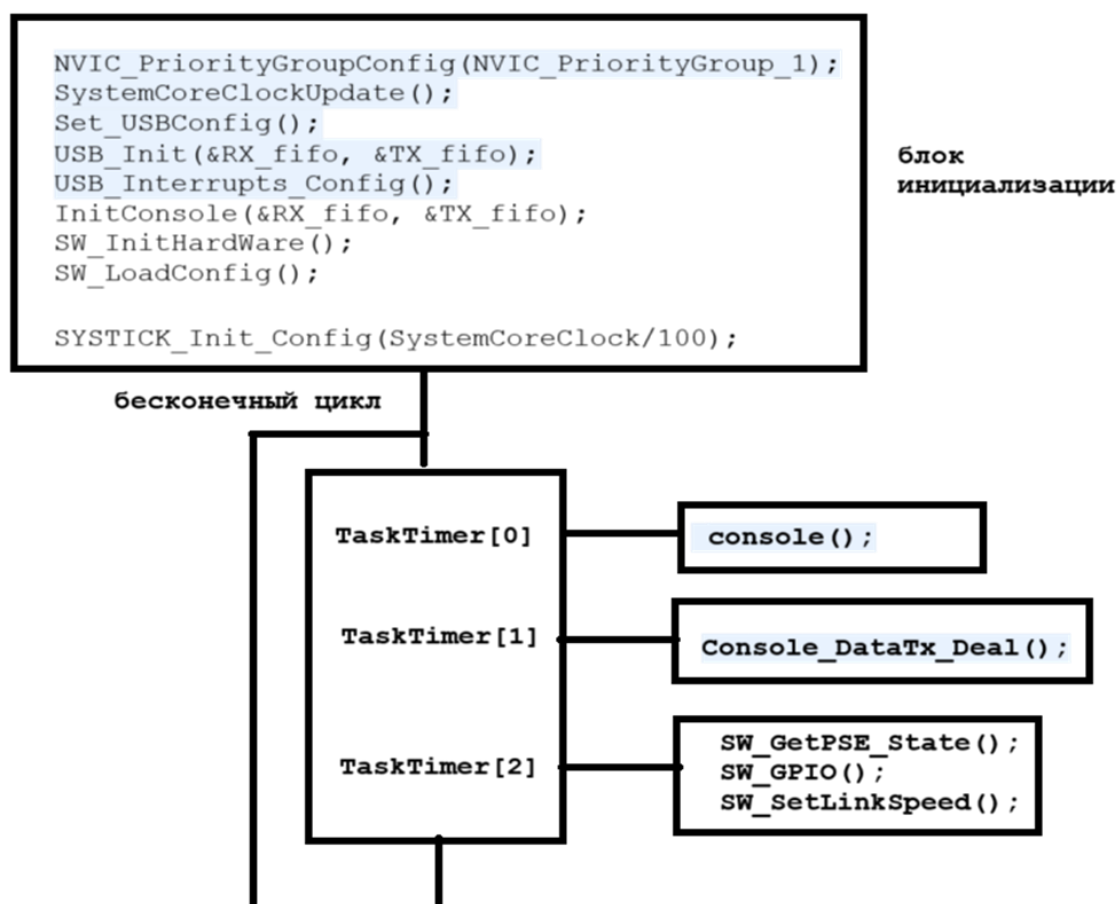 NVIC_PriorityGroupConfig(NVIC_PriorityGroup_1);
SystemCoreClockUpdate();
Set_USBConfig();
USB_Init(&RX_fifo, &TX_fifo);
USB_Interrupts_Config();
InitConsole(&RX_fifo, &TX_fifo);
SW_InitHardWare();
SW_LoadConfig();
SYSTICK_Init_Config(SystemCoreClock/100);
блок
инициализации
бесконечный цикл
TaskTimer[0]
console();
TaskTimer[1]
Console_DataTx_Deal();
TaskTimer[2]
SW_GetPSE_State();
SW_GPIO();
SW_SetLinkSpeed();